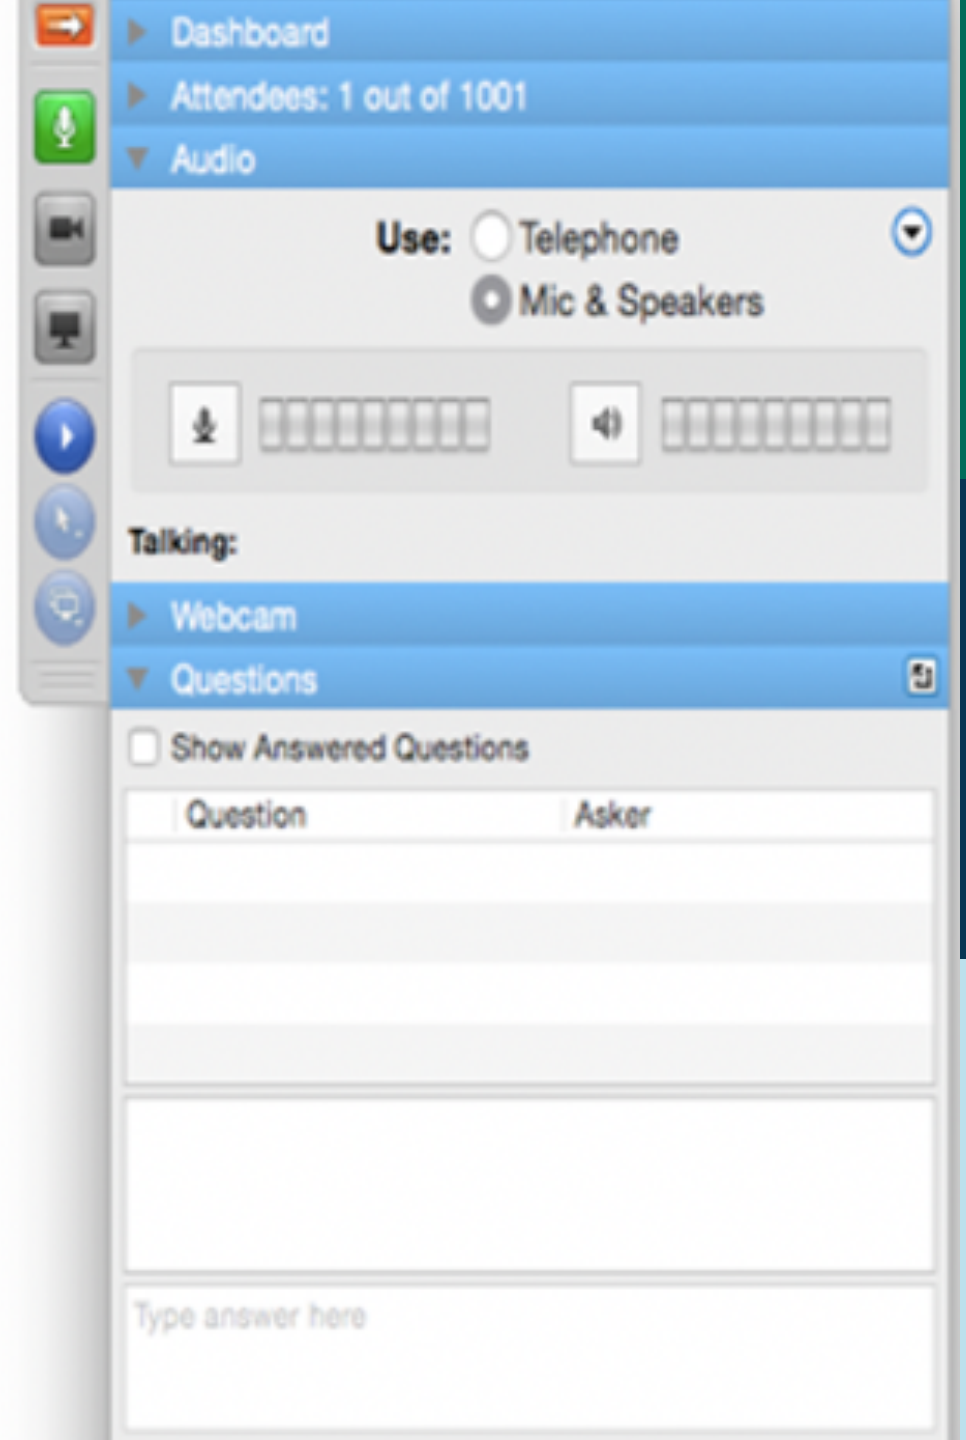 Dashboard
Attendees: 1 out of 1001
Audio
Use: Telephone
Mic & Speakers
Talking:
Webcam
Questions
Show Answered Questions
Question Asker
Type answer here